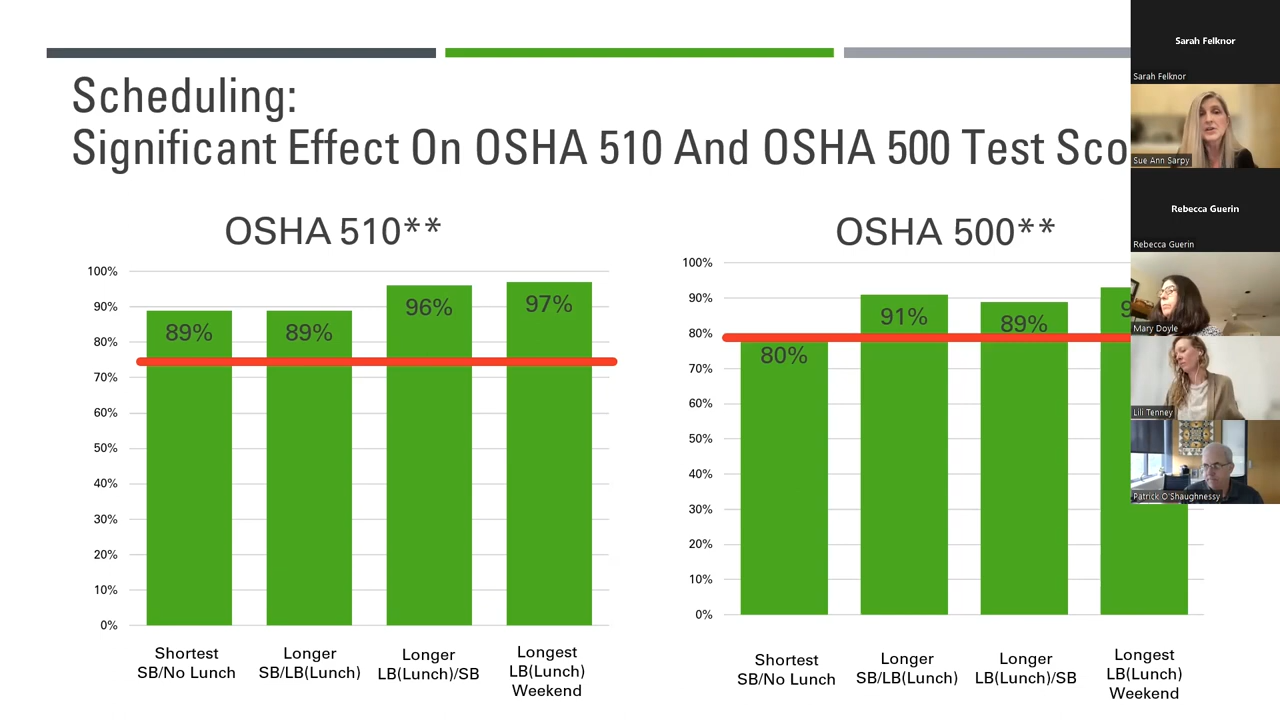 Scheduling:
Significant Effect On OSHA 510 And OSHA 500 Test
OSHA 510**
100%
90%
80%
70%
60%
50%
40%
30%
20%
10%
0%
89%
89%
96%
97%
Shortest
SB/No Lunch
Longer
SB/LB(Lunch)
Longer
LB(Lunch)/SB
Longest
LB(Lunch)
Weekend
OSHA 500**
100%
90%
80%
70%
60%
50%
40%
30%
20%
10%
0%
80%
91%
89%
Shortest
SB/No Lunch
Longer
SB/LB(Lunch)
Longer
LB(Lunch)/SB
Longest
LB(Lunch)
Weekend
Sarah Felknor
Sarah Felknor
Sue Ann Sarpy
Rebecca Guerin
Rebecca Guerin
Mary Doyle
Lili Tenney
Patrick O'Shaughnessy